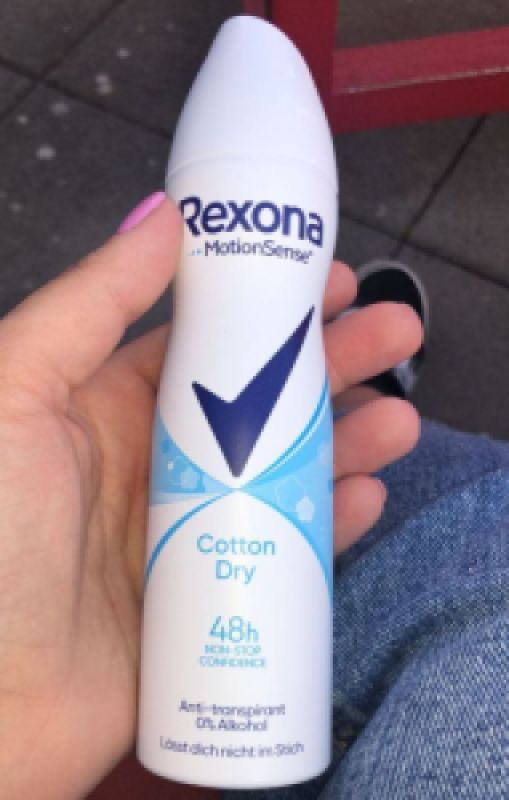 Rexona
MotionSense
Cotton
Dry
48h
NON-STOP
CONFIDENCE
Anti-transpirant
0% Alkohol
Lässt dich nicht im Stich